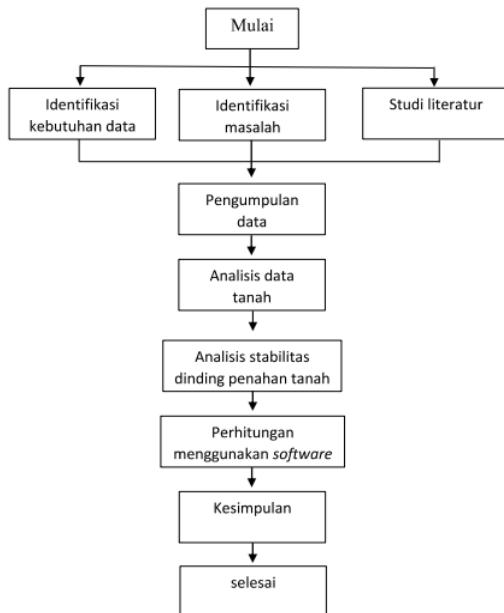 Mulai
Identifikasi
kebutuhan data
Identifikasi
masalah
Studi literatur
Pengumpulan
data
Analisis data
tanah
Analisis stabilitas
dinding penahan tanah
Perhitungan
menggunakan software
Kesimpulan
selesai